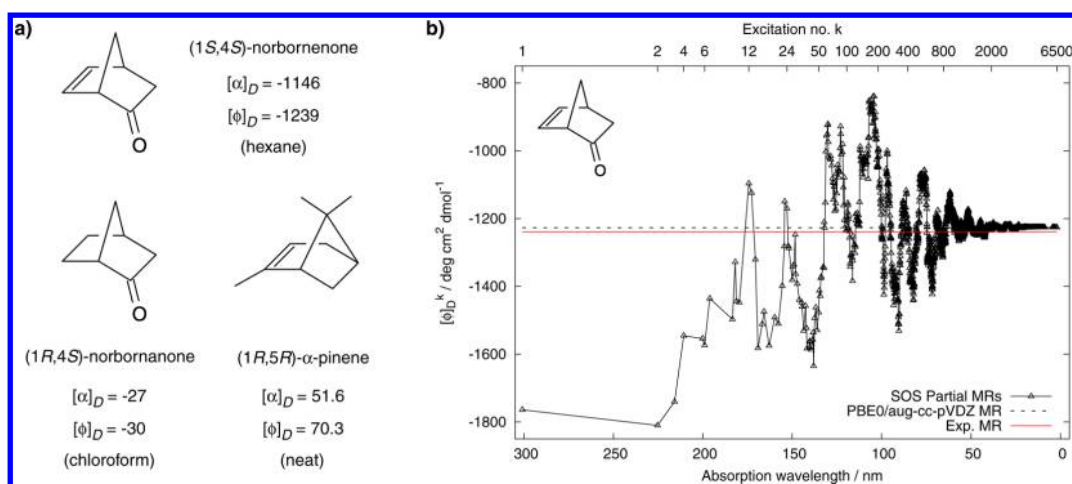 a)
(1S,4S)-norbornenone
[α]D = -1146
[ϕ]D = -1239
(hexane)
O
O
(1R,4S)-norbornanone
[α]D = -27
[ϕ]D = -30
(chloroform)
(1R,5R)-α-pinene
[α]D = 51.6
[ϕ]D = 70.3
(neat)
b)
Excitation no. k
1 2 4 6 12 24 50 100 200 400 800 2000 6500
[ϕ]D^k / deg cm² dmol⁻¹
-800
-1000
-1200
-1400
-1600
-1800
O
SOS Partial MRs
PBE0/aug-cc-pVDZ MR
Exp. MR
300 250 200 150 100 50 0
Absorption wavelength / nm